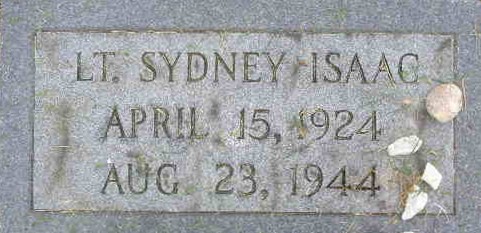 LT. SYDNEY ISAAC
APRIL 15, 1924
AUG 23, 1944